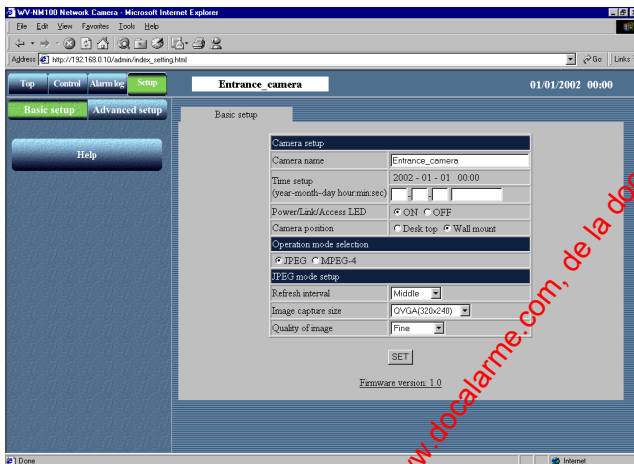 WV-NM100 Network Camera - Microsoft Internet Explorer
File Edit View Favorites Tools Help
Address http://192.168.0.10/admin/index_setting.html Go Links
Top Control Alarm log Setup Entrance_camera 01/01/2002 00:00
Basic setup Advanced setup
Basic setup
Help
Camera setup
Camera name Entrance_camera
Time setup
(year-month-day hour:min:sec)
2002 - 01 - 01 00:00
- -
Power/Link/Access LED ON OFF
Camera position Desk top Wall mount
Operation mode selection
JPEG MPEG-4
JPEG mode setup
Refresh interval Middle
Image capture size QVGA(320x240)
Quality of image Fine
SET
Firmware version: 1.0
Done Internet
w.docalarme.com, de la doc